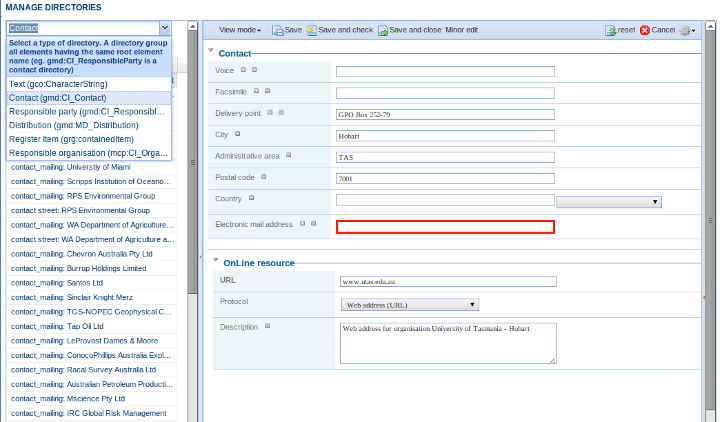 MANAGE DIRECTORIES
Contact
Select a type of directory. A directory group
all elements having the same root element
name (eg. gmd:CI_ResponsibleParty is a
contact directory)
Text (gco:CharacterString)
Contact (gmd:CI_Contact)
Responsible party (gmd:CI_Responsibl...
Distribution (gmd:MD_Distribution)
Register Item (grg:containedItem)
Responsible organisation (mcp:CI_Orga...
contact_mailing: Universtiy of Miami
contact_mailing: Scripps Institution of Oceano...
contact_mailing: RPS Environmental Group
contact street: RPS Environmental Group
contact_mailing: WA Department of Agriculture...
contact street: WA Department of Agriculture a...
contact_mailing: Chevron Australia Pty Ltd
contact_mailing: Burrup Holdings Limited
contact_mailing: Santos Ltd
contact_mailing: Sinclair Knight Merz
contact_mailing: TGS-NOPEC Geophysical C...
contact_mailing: Tap Oil Ltd
contact_mailing: LeProvost Dames & Moore
contact_mailing: ConocoPhillips Australia Expl...
contact_mailing: Racal Survey Australia Ltd
contact_mailing: Australian Petroleum Producti...
contact_mailing: Mscience Pty Ltd
contact_mailing: IRC Global Risk Management
View mode Save Save and check Save and close Minor edit reset Cancel
Contact
Voice
Facsimile
Delivery point GPO Box 252-79
City Hobart
Administrative area TAS
Postal code 7001
Country
Electronic mail address
OnLine resource
URL www.utas.edu.au
Protocol Web address (URL)
Description Web address for organisation University of Tasmania - Hobart